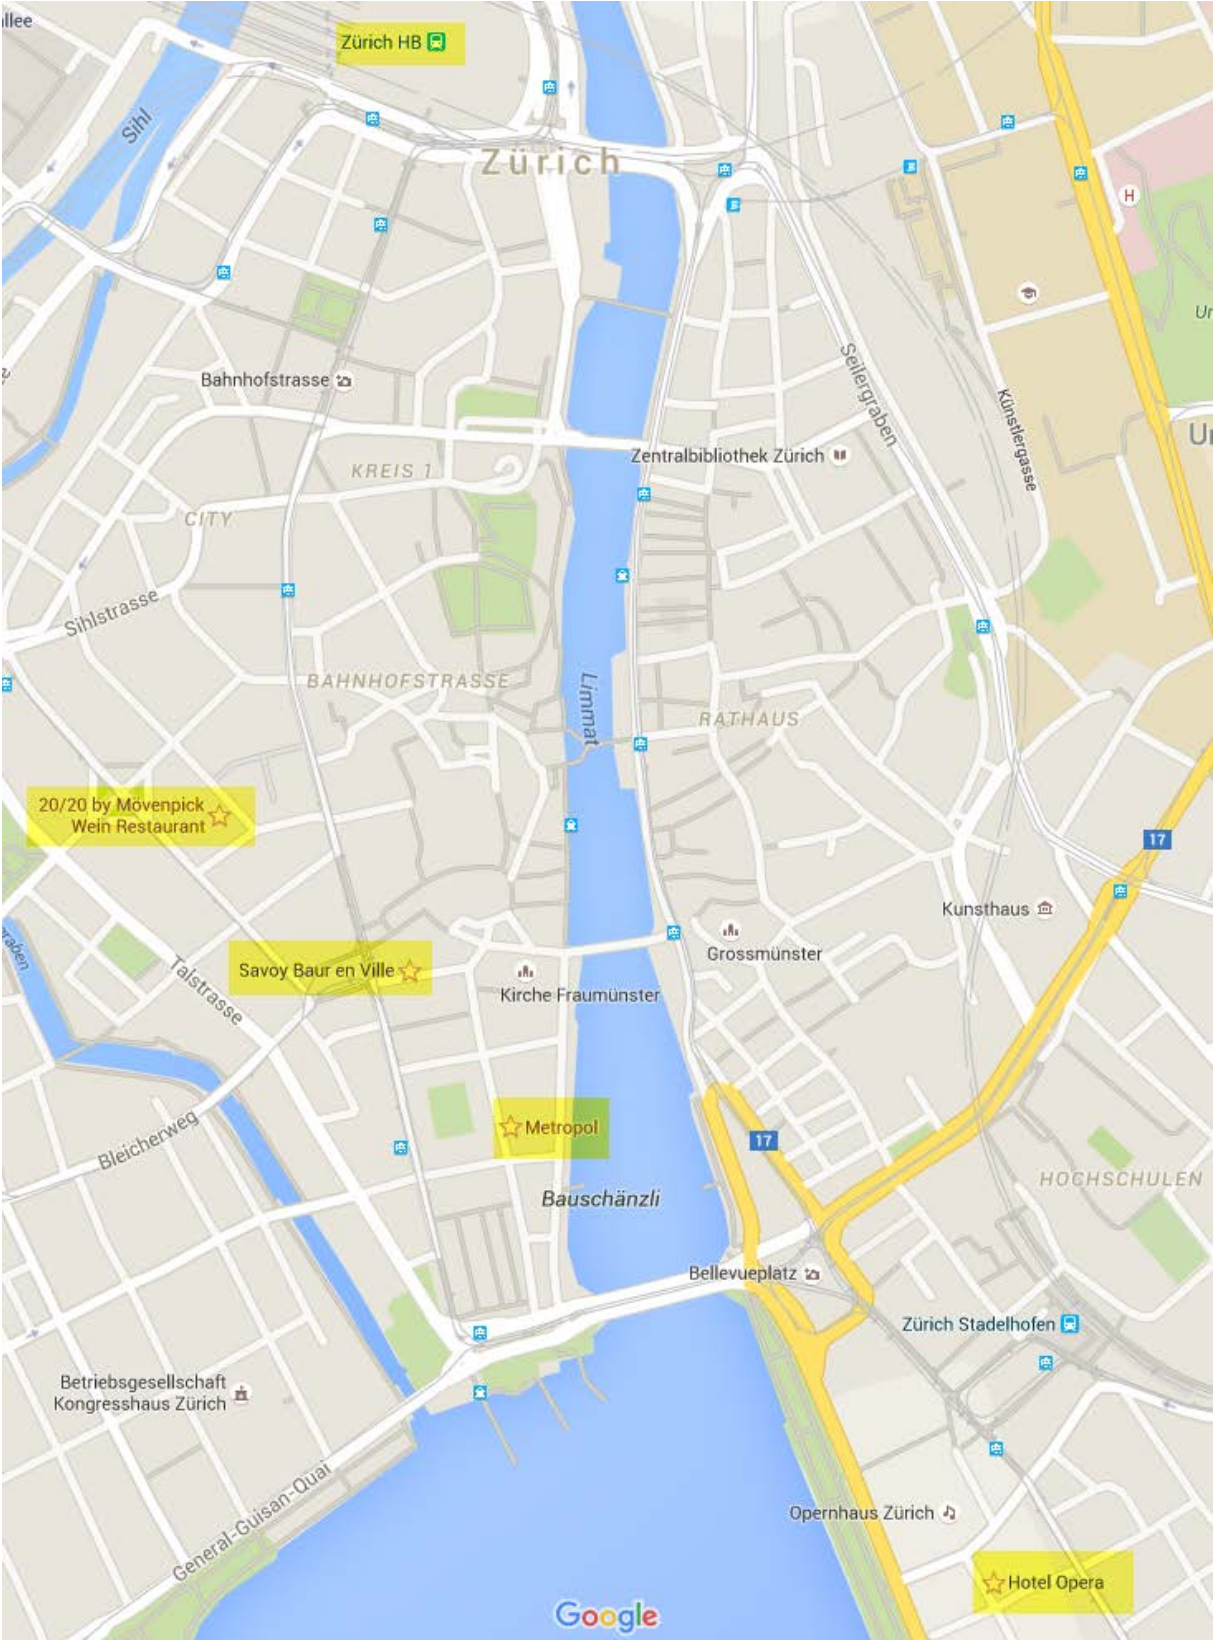 allee
Zürich HB
Sihl
Zürich
H
Bahnhofstrasse
Seilergraben
Künstlergasse
Zentralbibliothek Zürich
KREIS 1
CITY
Sihlstrasse
BAHNHOFSTRASSE
Limmat
RATHAUS
20/20 by Mövenpick
Wein Restaurant
17
Kunsthaus
Grossmünster
Savoy Baur en Ville
Kirche Fraumünster
Talstrasse
Metropol
17
Bleicherweg
HOCHSCHULEN
Bauschänzli
Bellevueplatz
Zürich Stadelhofen
Betriebsgesellschaft
Kongresshaus Zürich
General-Guisan-Quai
Opernhaus Zürich
Hotel Opera
Google